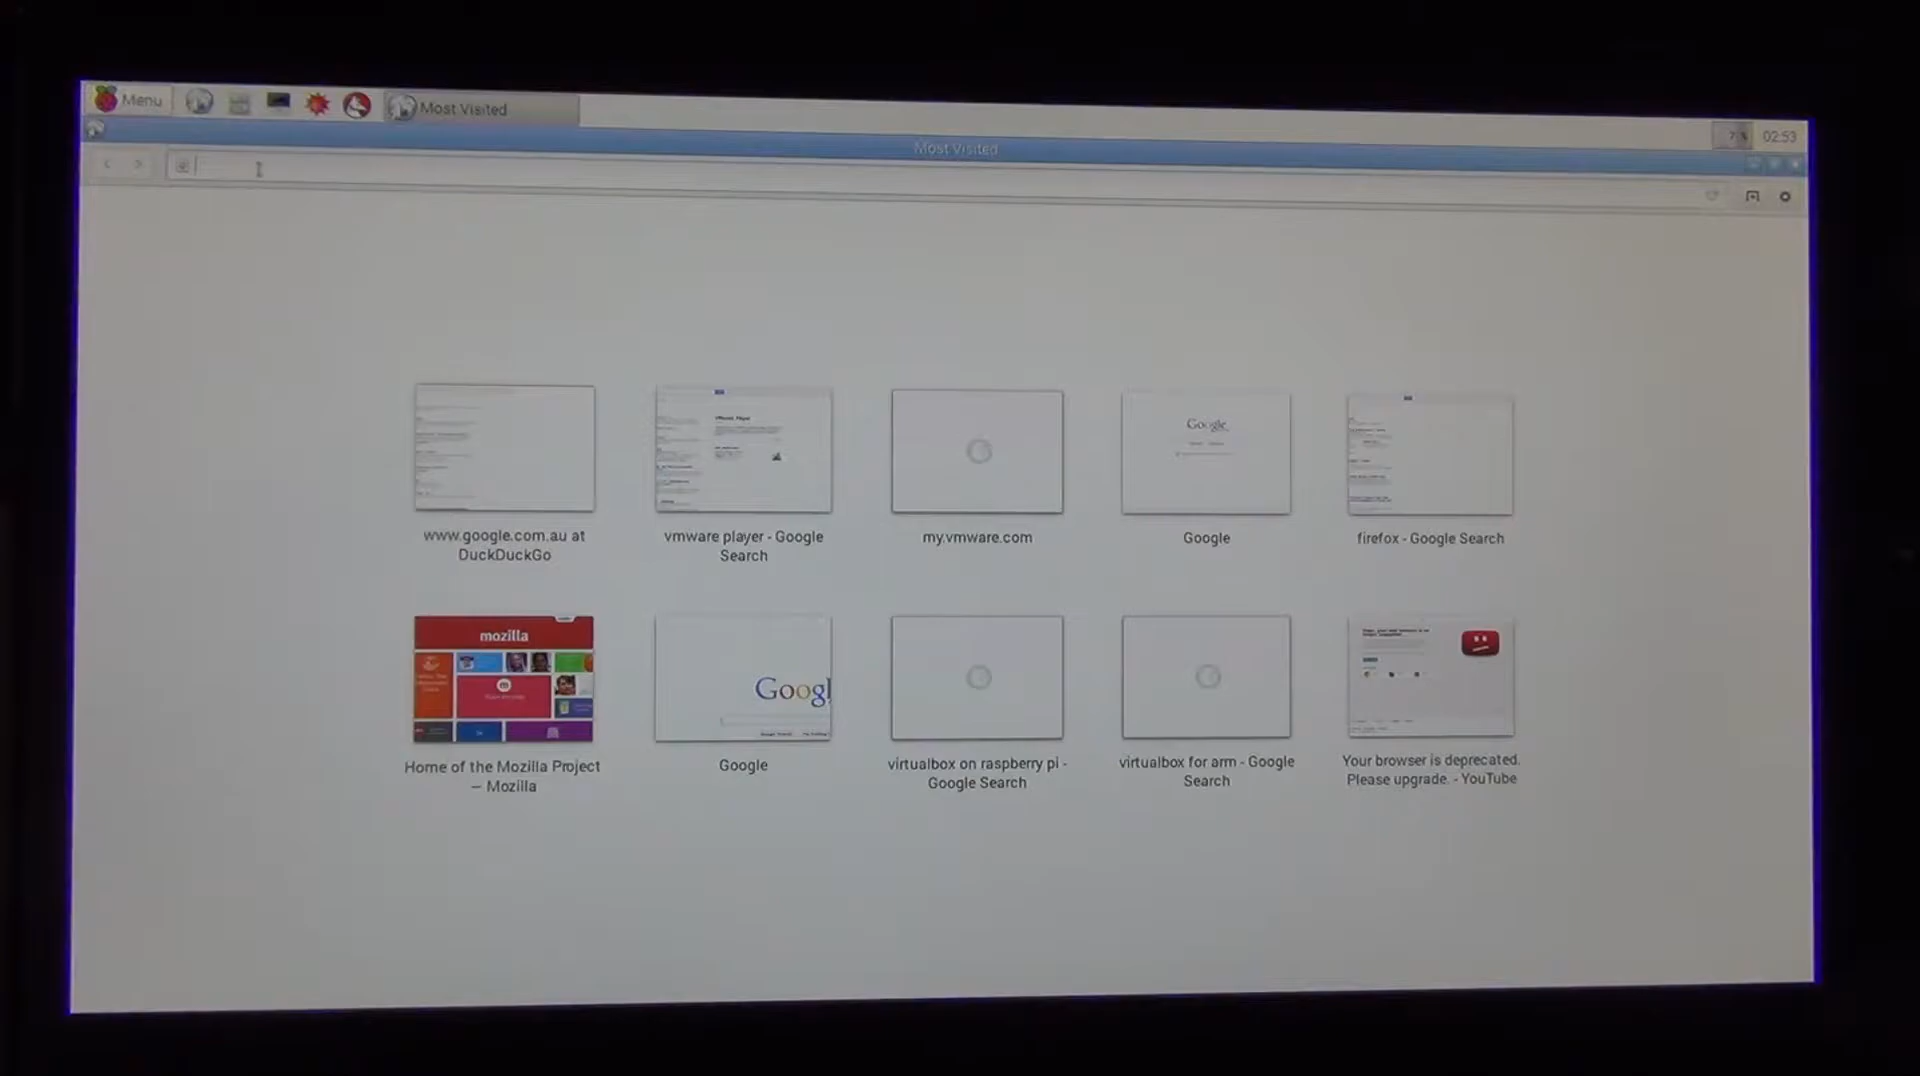 Menu
Most Visited
02:53
Most Visited
www.google.com.au at
DuckDuckGo
vmware player - Google
Search
my.vmware.com
Google
Google
firefox - Google Search
mozilla
Home of the Mozilla Project
– Mozilla
Googl
Google
virtualbox on raspberry pi -
Google Search
virtualbox for arm - Google
Search
Your browser is deprecated.
Please upgrade. - YouTube